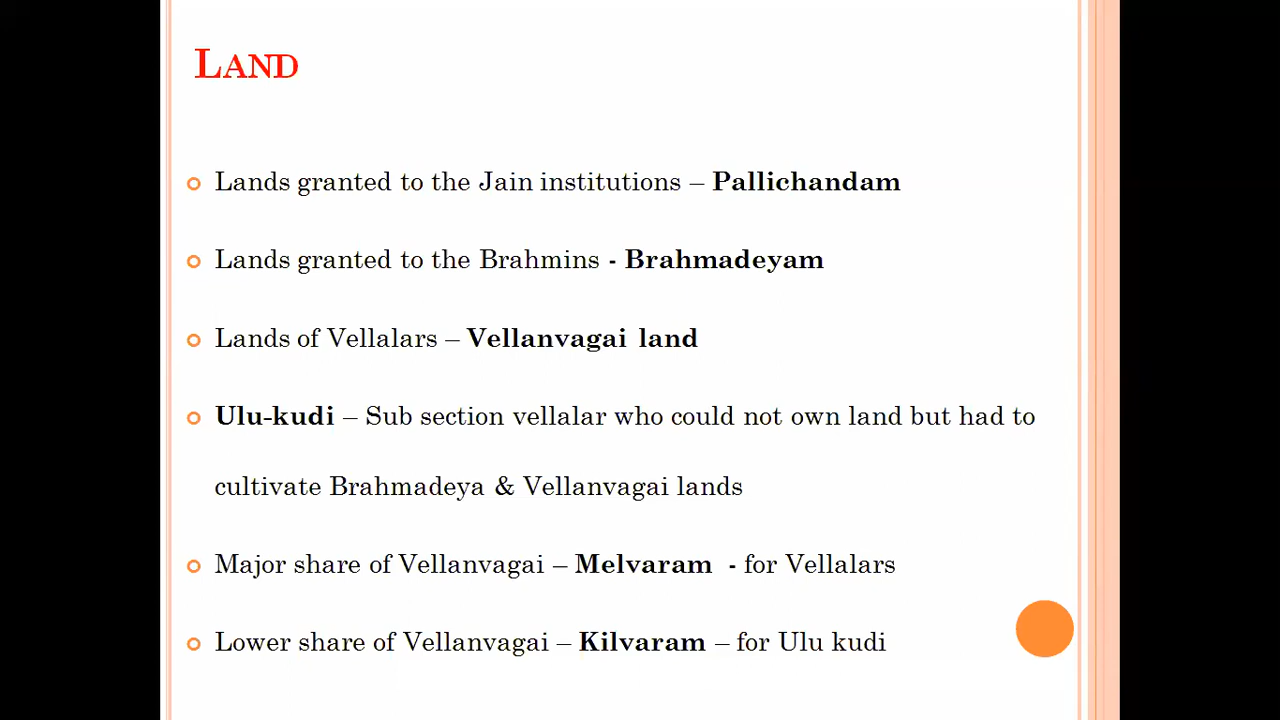 LAND
Lands granted to the Jain institutions – Pallichandam
Lands granted to the Brahmins - Brahmadeyam
Lands of Vellalars – Vellanvagai land
Ulu-kudi – Sub section vellalar who could not own land but had to
cultivate Brahmadeya & Vellanvagai lands
Major share of Vellanvagai – Melvaram - for Vellalars
Lower share of Vellanvagai – Kilvaram – for Ulu kudi